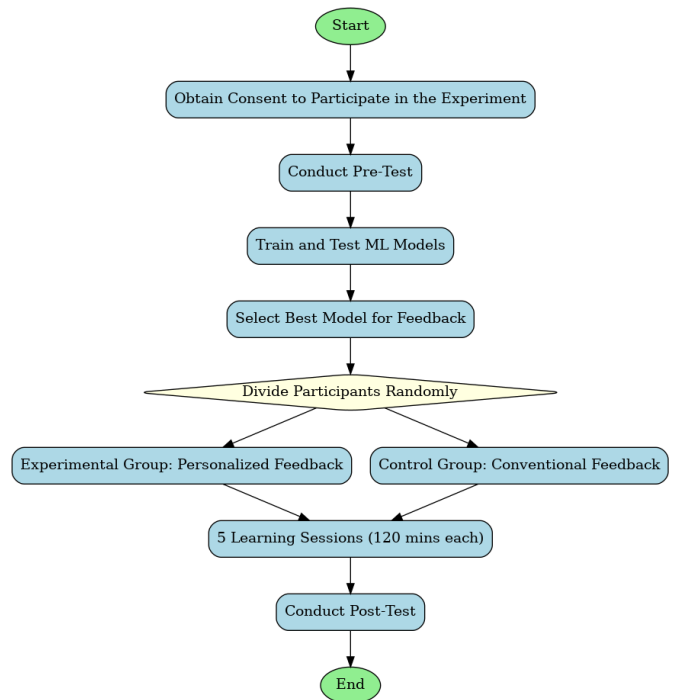 Start
Obtain Consent to Participate in the Experiment
Conduct Pre-Test
Train and Test ML Models
Select Best Model for Feedback
Divide Participants Randomly
Experimental Group: Personalized Feedback
Control Group: Conventional Feedback
5 Learning Sessions (120 mins each)
Conduct Post-Test
End